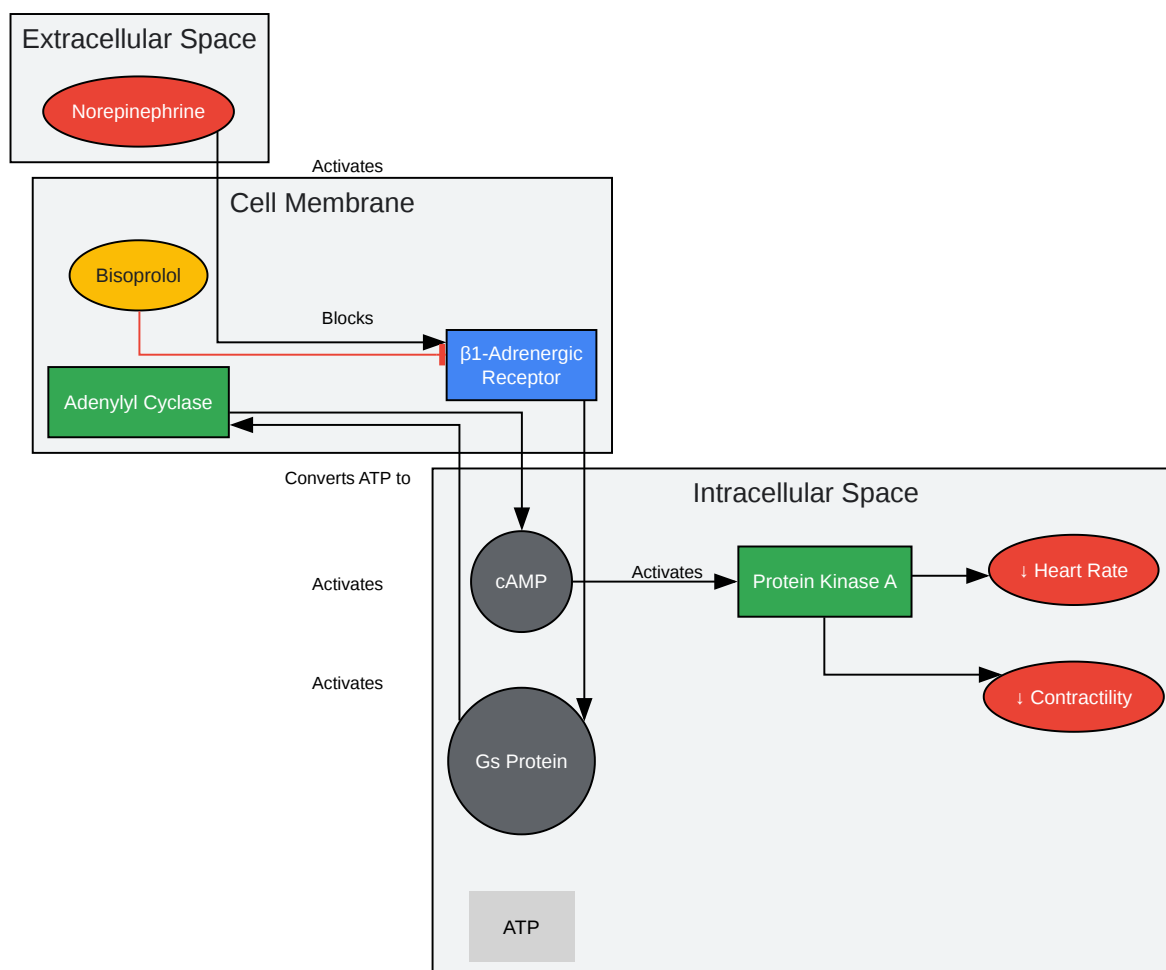 Extracellular Space
Norepinephrine
Activates
Cell Membrane
Bisoprolol
Blocks
β1-Adrenergic
Receptor
Adenylyl Cyclase
Converts ATP to
Intracellular Space
Activates
cAMP
Activates
Protein Kinase A
↓ Heart Rate
Activates
↓ Contractility
Gs Protein
ATP